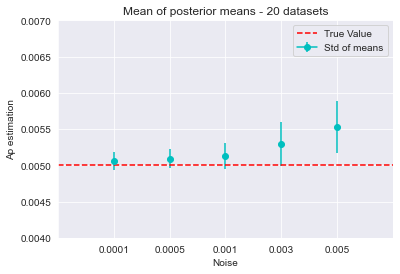 Mean of posterior means - 20 datasets
0.0070
0.0065
0.0060
0.0055
0.0050
0.0045
0.0040
Ap estimation
True Value
Std of means
0.0001 0.0005 0.001 0.003 0.005
Noise